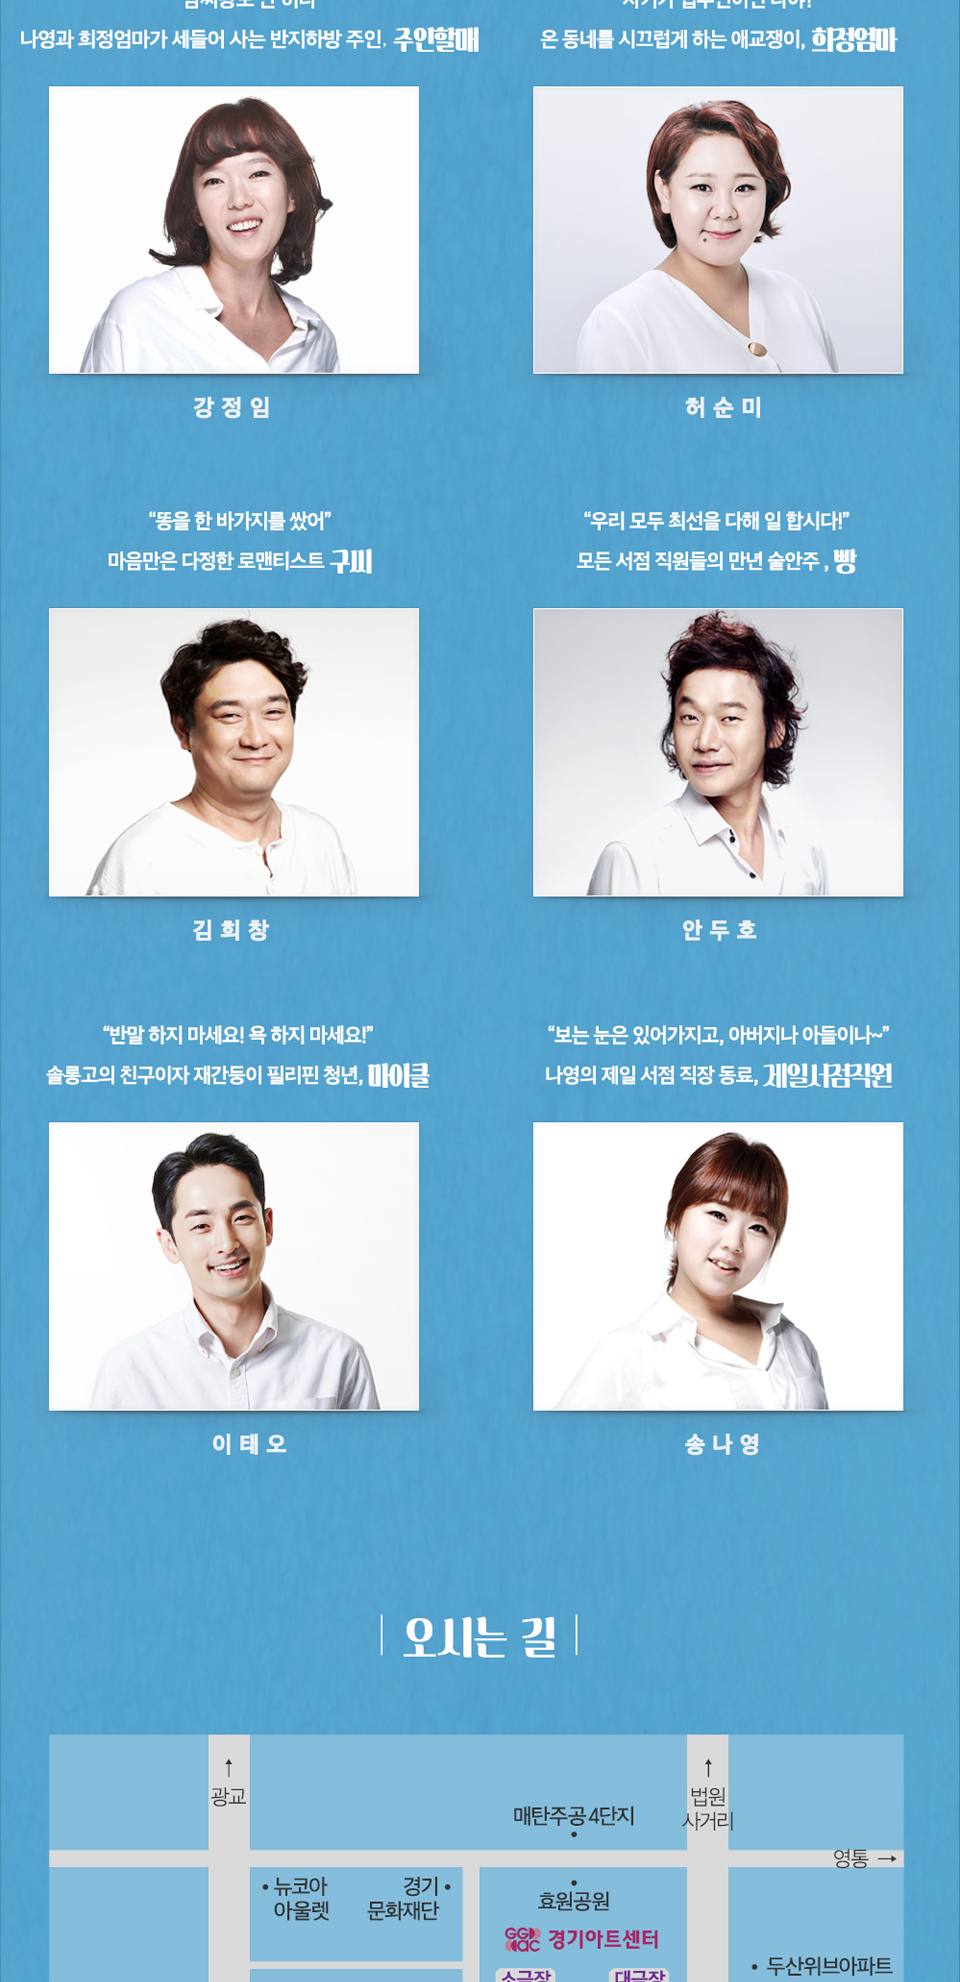 나영과 희정엄마가 세들어 사는 반지하방 주인, 주인할매
온 동네를 시끄럽게 하는 애교쟁이, 희정엄마
강정임
허순미
“똥을 한 바가지를 쌌어”
마음만은 다정한 로맨티스트 구씨
“우리 모두 최선을 다해 일 합시다!”
모든 서점 직원들의 만년 술안주 , 빵
김희창
안두호
“반말 하지 마세요! 욕 하지 마세요!”
솔롱고의 친구이자 재간둥이 필리핀 청년, 마이클
“보는 눈은 있어가지고, 아버지나 아들이나~”
나영의 제일 서점 직장 동료, 제일서점직원
이태오
송나영
오시는 길
↑
광교
↑
법원
사거리
매탄주공 4단지
영통 →
뉴코아
아울렛
경기
문화재단
효원공원
GGac 경기아트센터
두산위브아파트
소극장
대극장